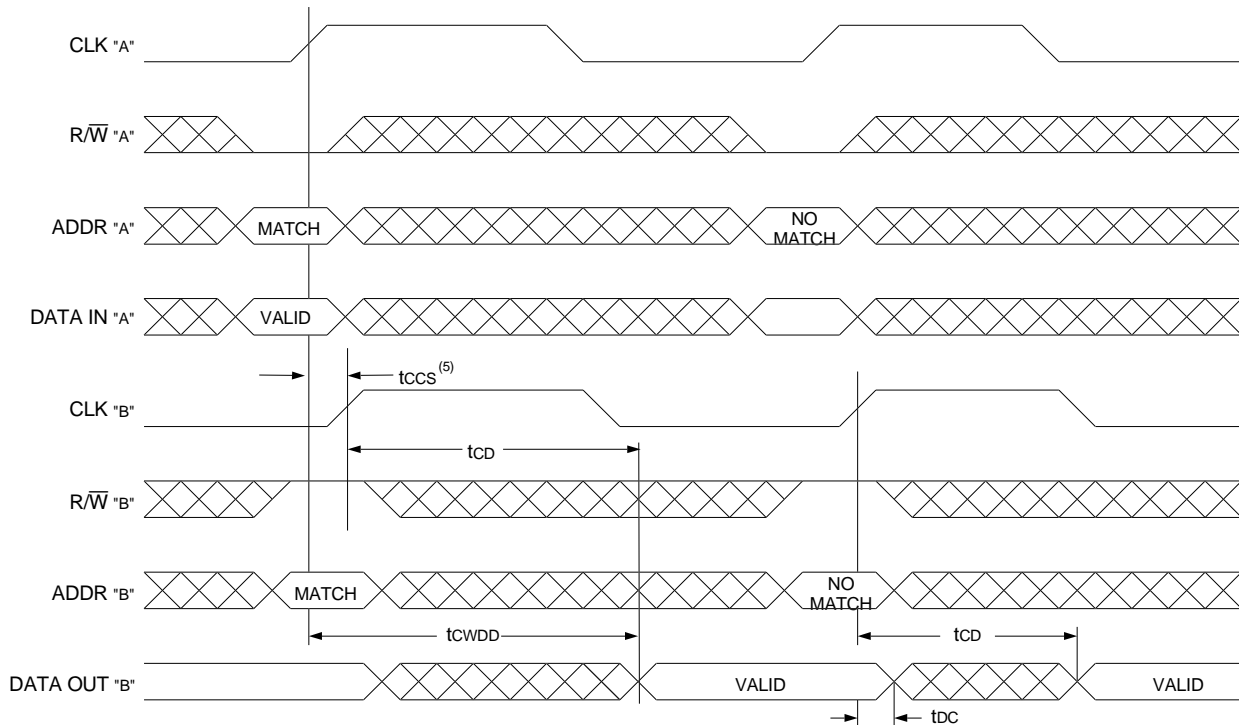 CLK "A"
R/W̅ "A"
ADDR "A"
MATCH
NO
MATCH
DATA IN "A"
VALID
tCCS (5)
CLK "B"
tCD
R/W̅ "B"
ADDR "B"
MATCH
NO
MATCH
tCWDD
tCD
DATA OUT "B"
VALID
VALID
tDC